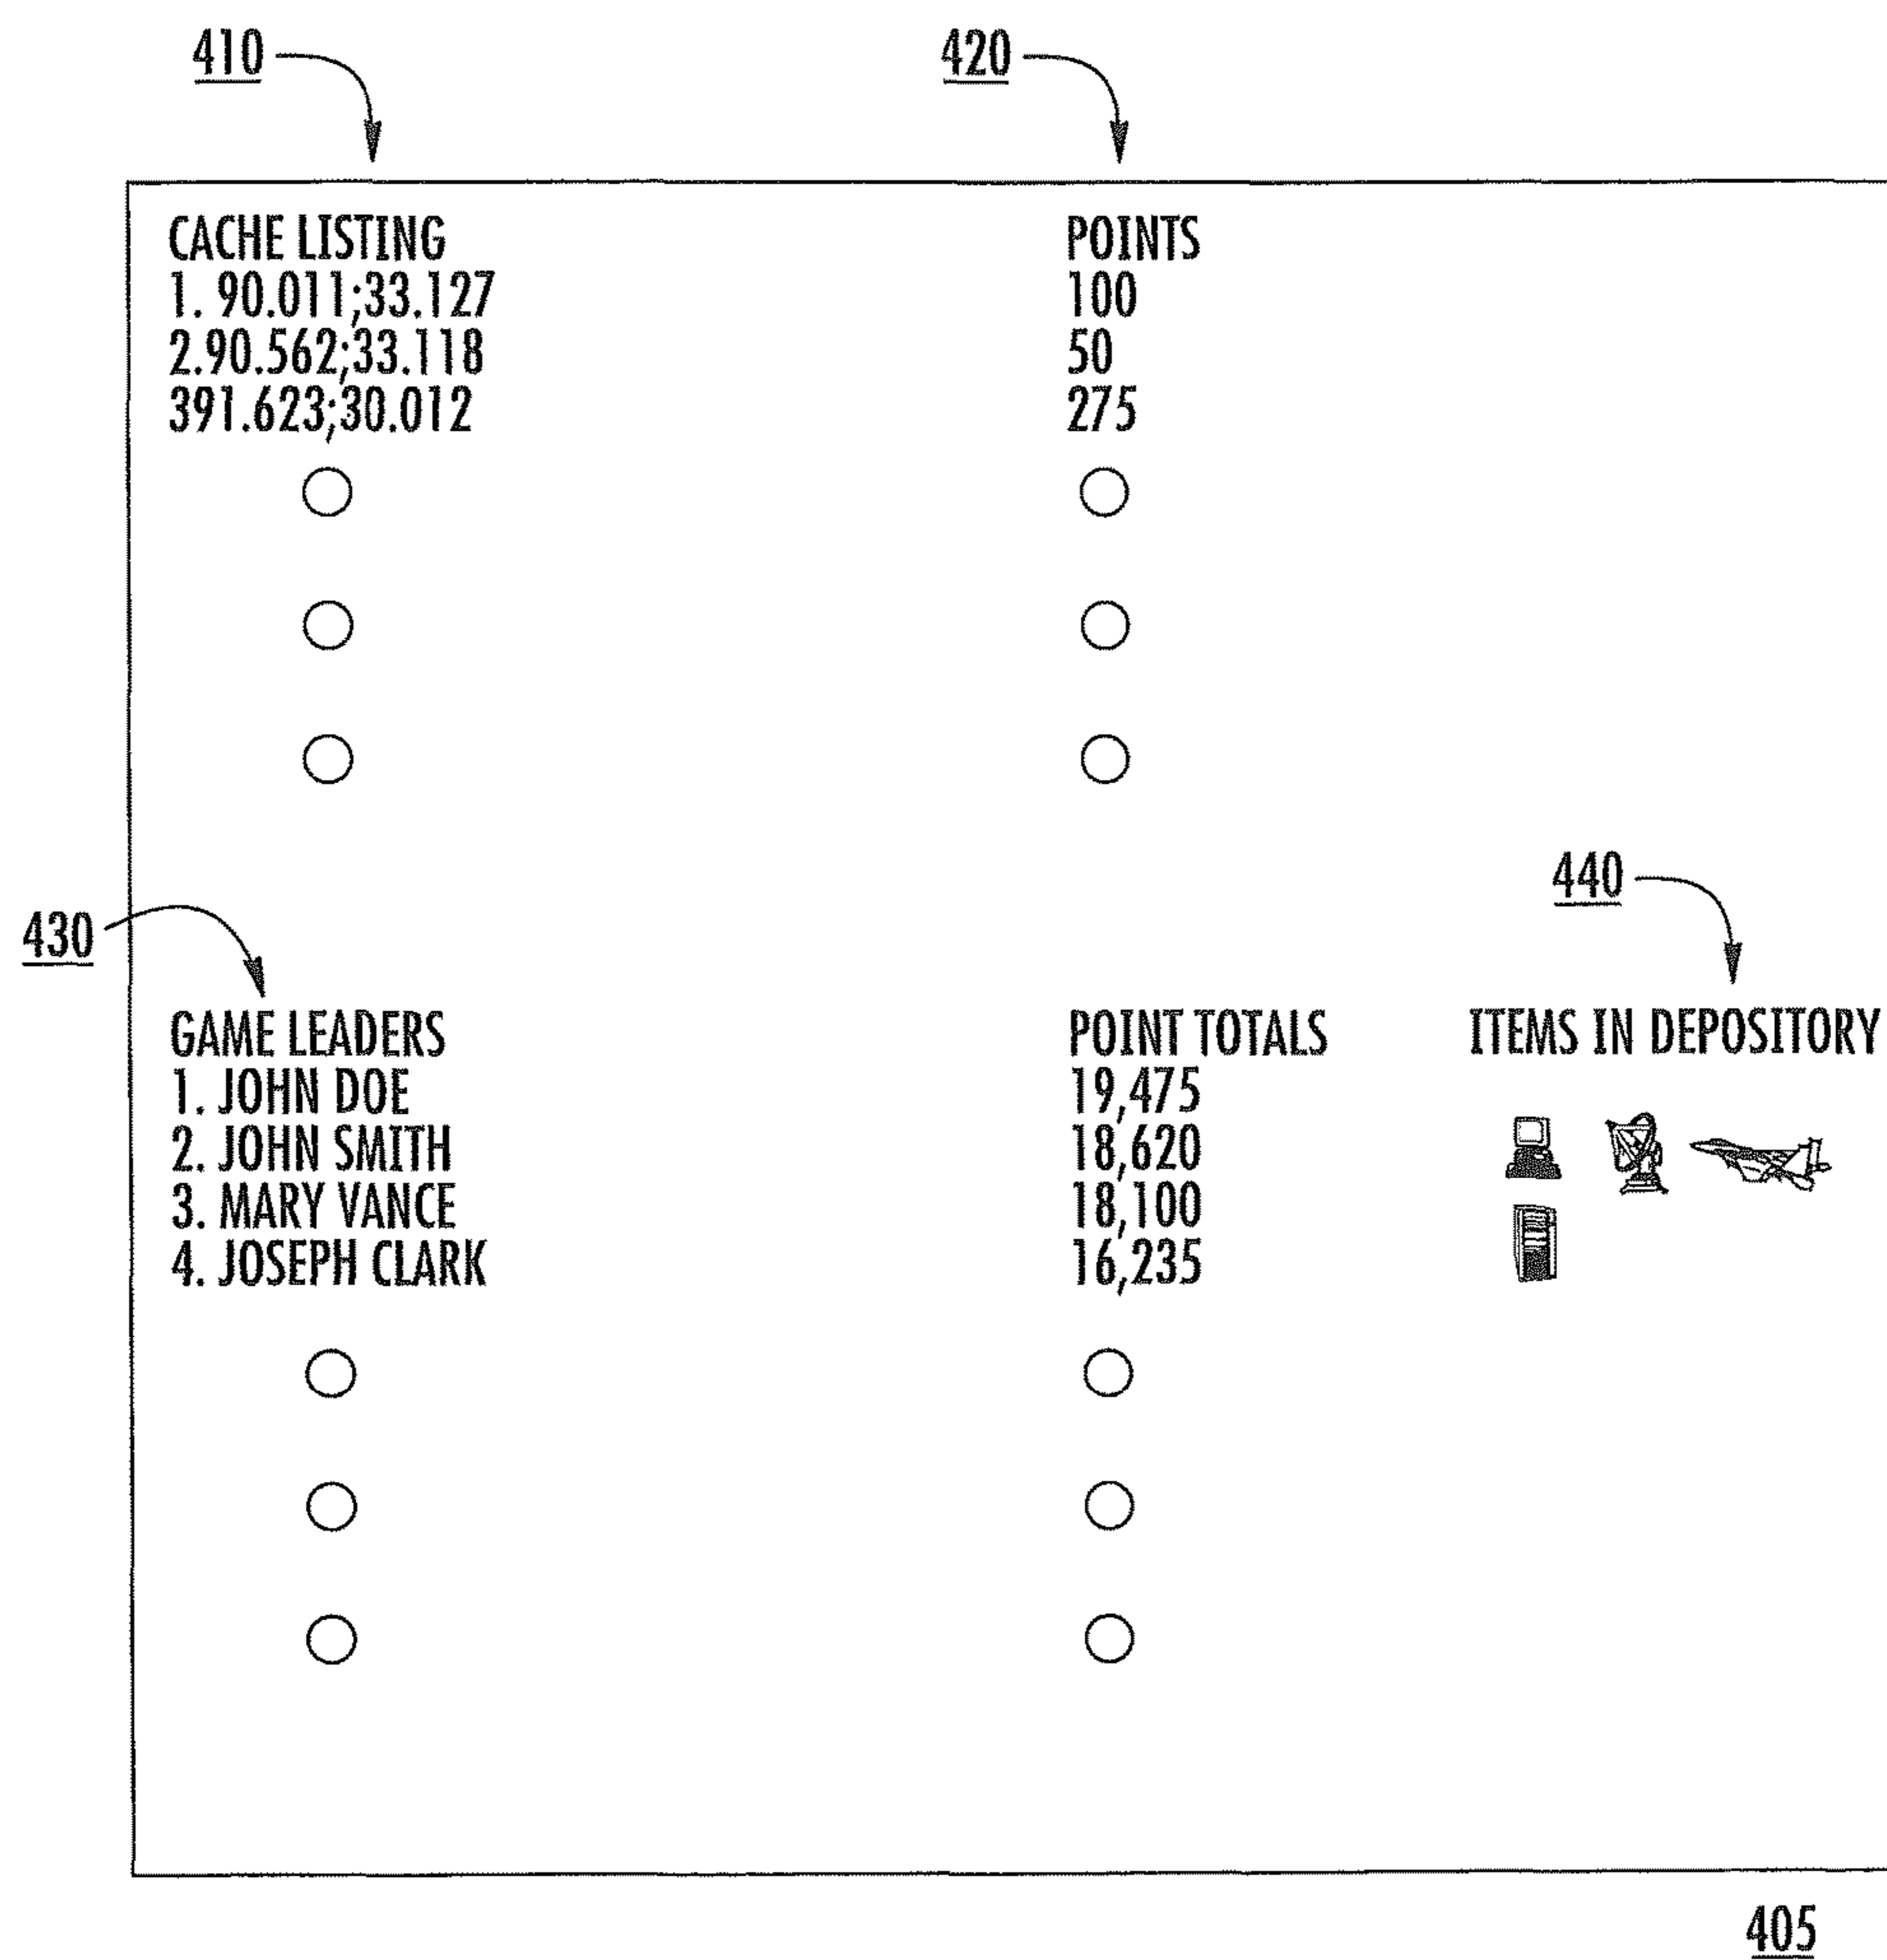 410
420
CACHE LISTING
1. 90.011;33.127
2.90.562;33.118
391.623;30.012
POINTS
100
50
275
430
440
GAME LEADERS
1. JOHN DOE
2. JOHN SMITH
3. MARY VANCE
4. JOSEPH CLARK
POINT TOTALS
19,475
18,620
18,100
16,235
ITEMS IN DEPOSITORY
405